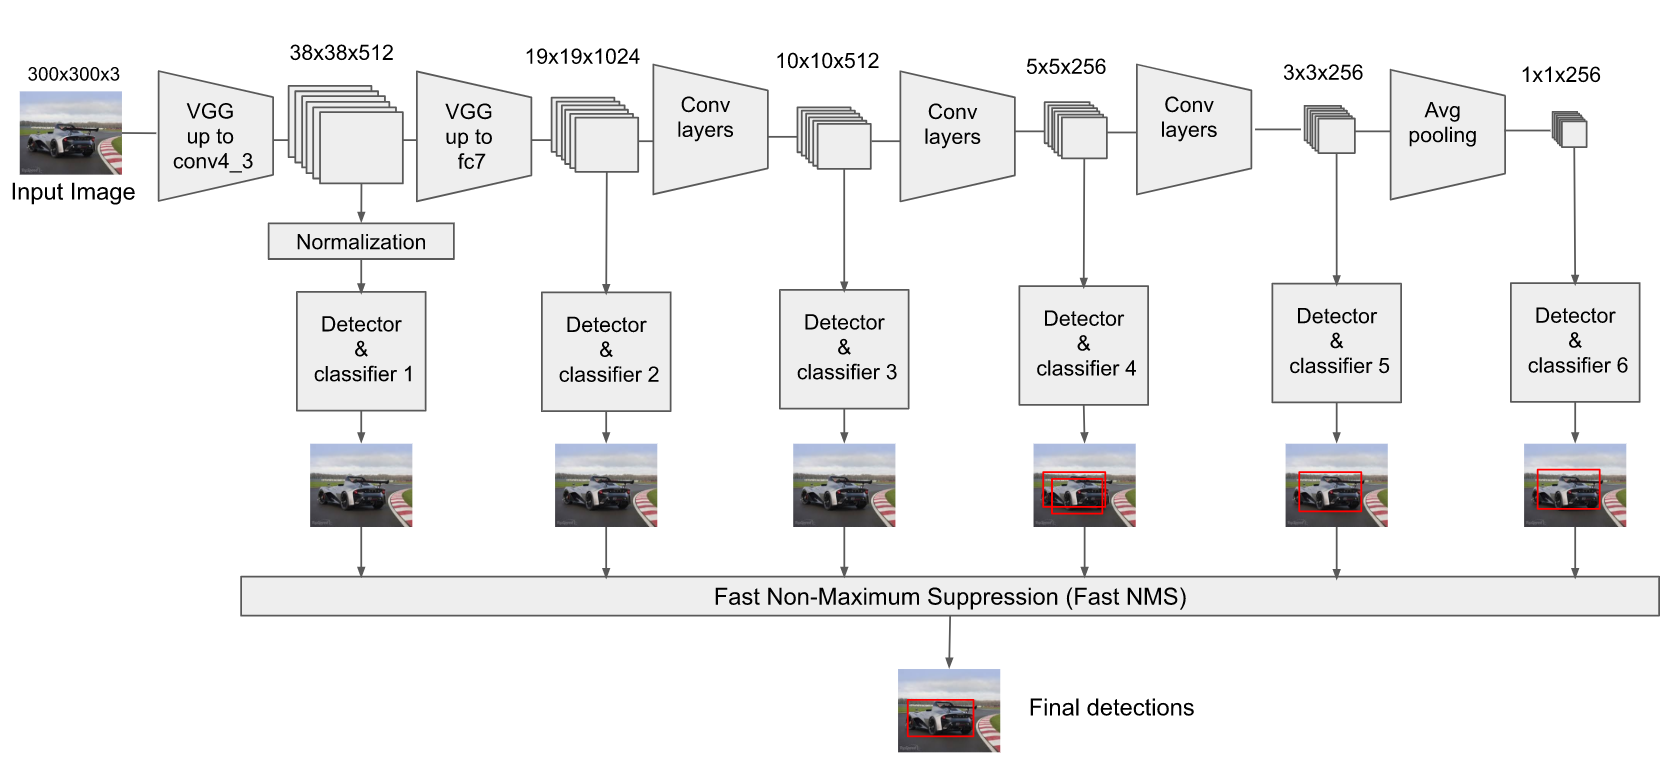 300x300x3
38x38x512
19x19x1024
10x10x512
5x5x256
3x3x256
1x1x256
Input Image
VGG
up to
conv4_3
VGG
up to
fc7
Conv
layers
Conv
layers
Conv
layers
Avg
pooling
Normalization
Detector
&
classifier 1
Detector
&
classifier 2
Detector
&
classifier 3
Detector
&
classifier 4
Detector
&
classifier 5
Detector
&
classifier 6
Fast Non-Maximum Suppression (Fast NMS)
Final detections